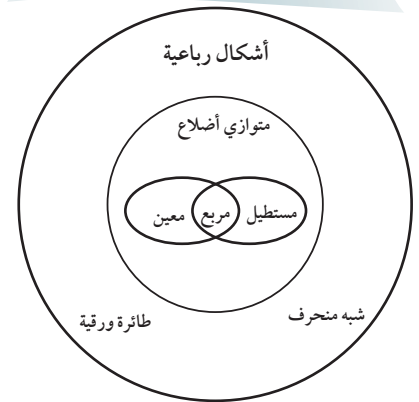 أشكال رباعية
متوازي أضلاع
مستطيل
مربع
معين
شبه منحرف
طائرة ورقية